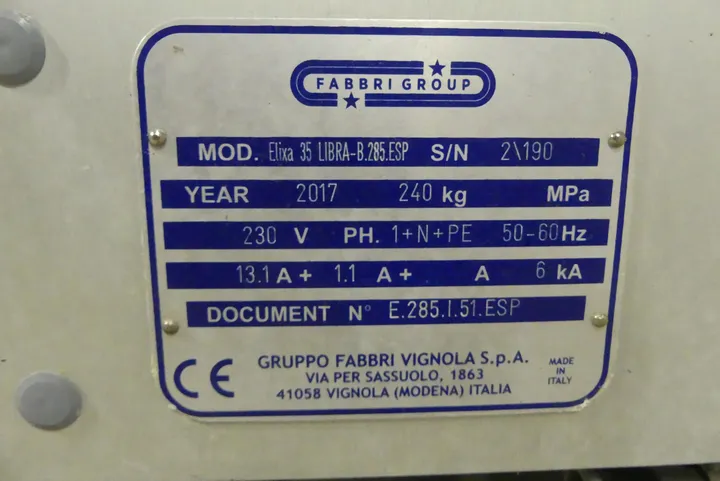 FABBRI GROUP
MOD. Elixa 35 LIBRA-B.285.ESP S/N 2\190
YEAR 2017 240 kg MPa
230 V PH. 1+N+PE 50-60Hz
13.1 A + 1.1 A + A 6 kA
DOCUMENT N° E.285.I.51.ESP
CE GRUPPO FABBRI VIGNOLA S.p.A. MADE IN ITALY
VIA PER SASSUOLO, 1863
41058 VIGNOLA (MODENA) ITALIA